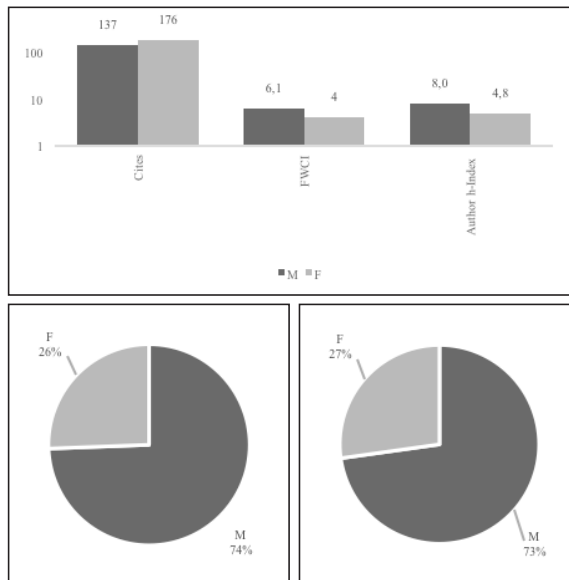 137
176
100
6,1
4
8,0
4,8
10
1
Cites
FWCI
Author h-Index
M
F
F
26%
M
74%
F
27%
M
73%